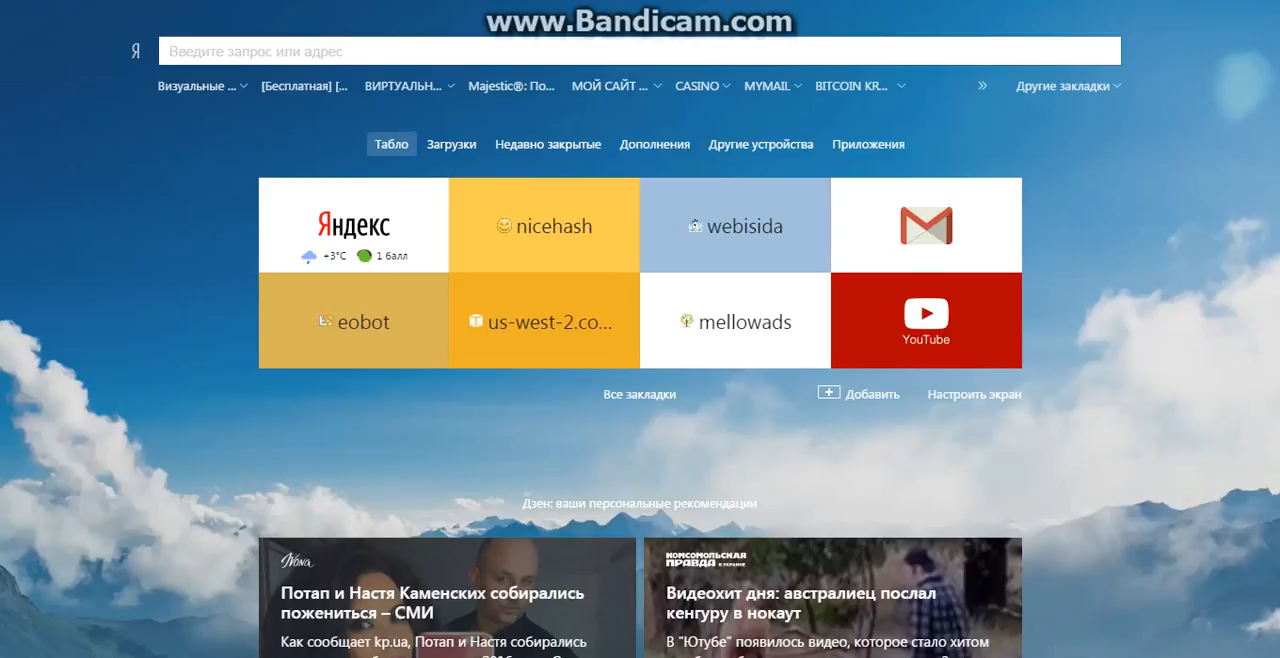 www.Bandicam.com
Я Введите запрос или адрес
Визуальные ... [Бесплатная] [... ВИРТУАЛЬН... Majestic®: По... МОЙ САЙТ ... CASINO MYMAIL BITCOIN KR... » Другие закладки
Табло Загрузки Недавно закрытые Дополнения Другие устройства Приложения
Яндекс
+3°C 1 балл
nicehash
webisida
eobot
us-west-2.co...
mellowads
YouTube
Все закладки Добавить Настроить экран
Дзен: ваши персональные рекомендации
Wona
Потап и Настя Каменских собирались
пожениться – СМИ
Как сообщает kp.ua, Потап и Настя собирались
КОМСОМОЛЬСКАЯ
ПРАВДА В УКРАИНЕ
Видеохит дня: австралиец послал
кенгуру в нокаут
В "Ютубе" появилось видео, которое стало хитом